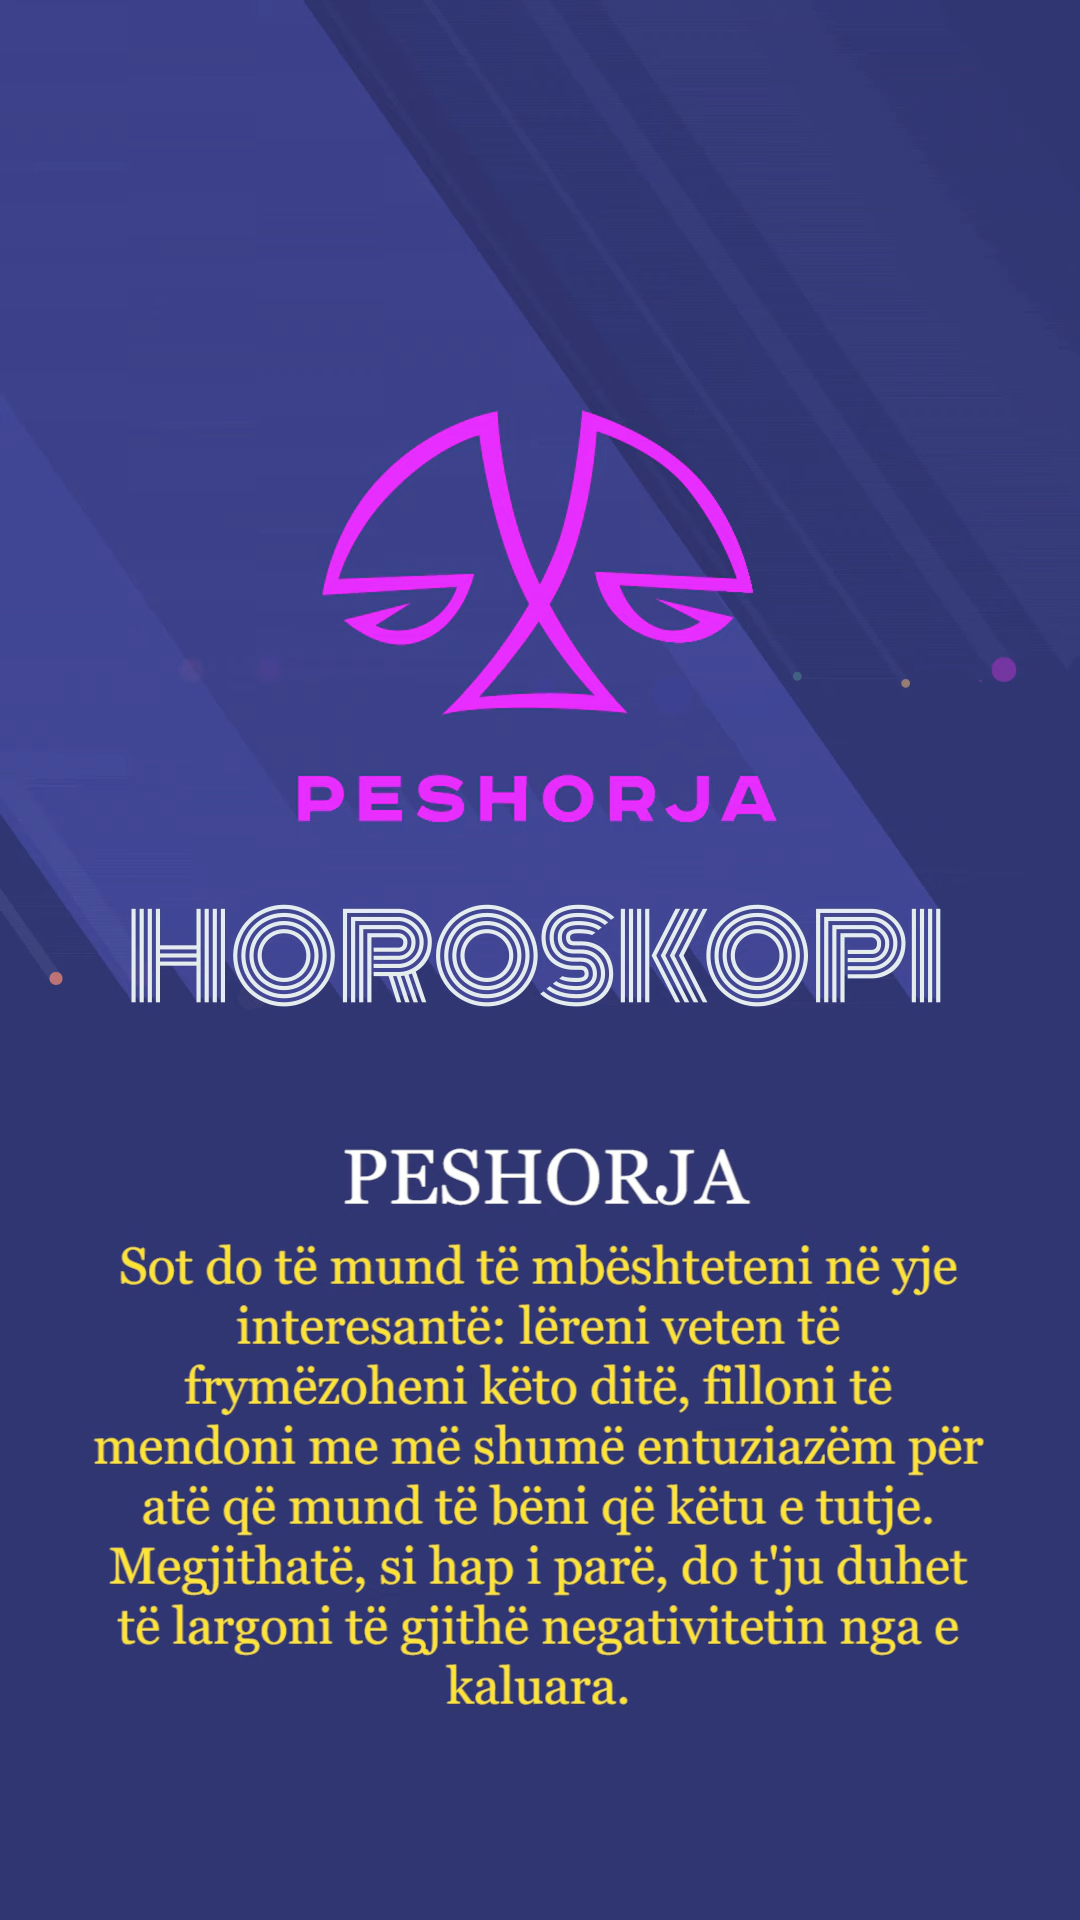 PESHORJA
HOROSKOPI
PESHORJA
Sot do të mund të mbështeteni në yje
interesantë: lëreni veten të
frymëzoheni këto ditë, filloni të
mendoni me më shumë entuziazëm për
atë që mund të bëni që këtu e tutje.
Megjithatë, si hap i parë, do t'ju duhet
të largoni të gjithë negativitetin nga e
kaluara.